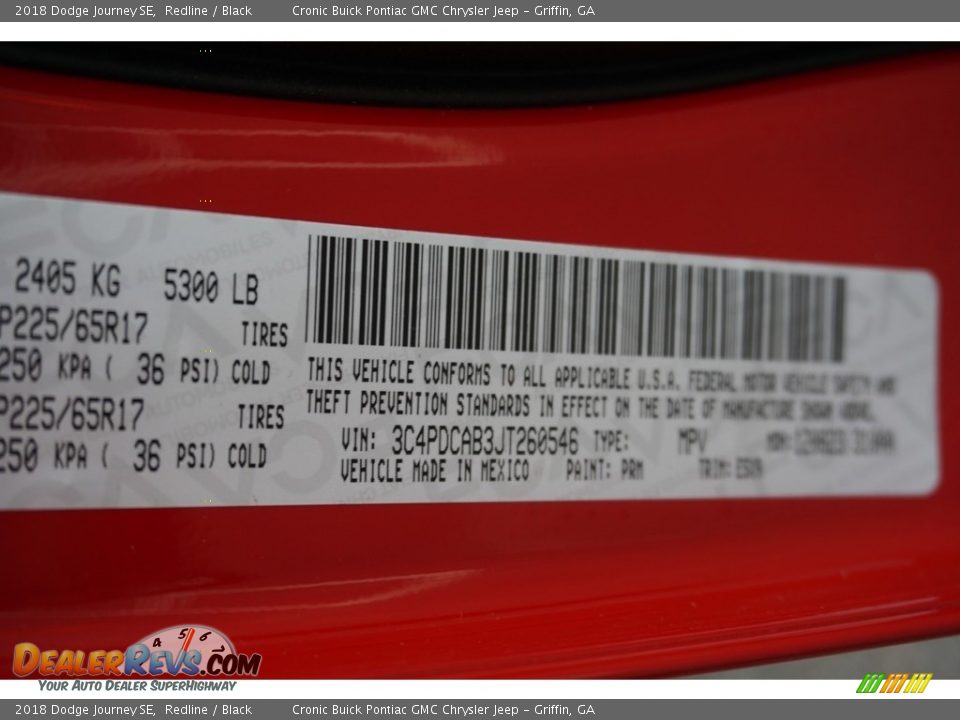 2018 Dodge Journey SE, Redline / Black Cronic Buick Pontiac GMC Chrysler Jeep - Griffin, GA
2405 KG 5300 LB
P225/65R17 TIRES
250 KPA ( 36 PSI) COLD
P225/65R17 TIRES
250 KPA ( 36 PSI) COLD
THIS VEHICLE CONFORMS TO ALL APPLICABLE U.S.A. FEDERAL MOTOR VEHICLE SAFETY AND
THEFT PREVENTION STANDARDS IN EFFECT ON THE DATE OF MANUFACTURE SHOWN ABOVE.
VIN: 3C4PDCAB3JT260546 TYPE: MPV
VEHICLE MADE IN MEXICO PAINT: PRM TRIM:
4 5 6
DealerRevs.com
Your Auto Dealer SuperHighway
2018 Dodge Journey SE, Redline / Black Cronic Buick Pontiac GMC Chrysler Jeep - Griffin, GA